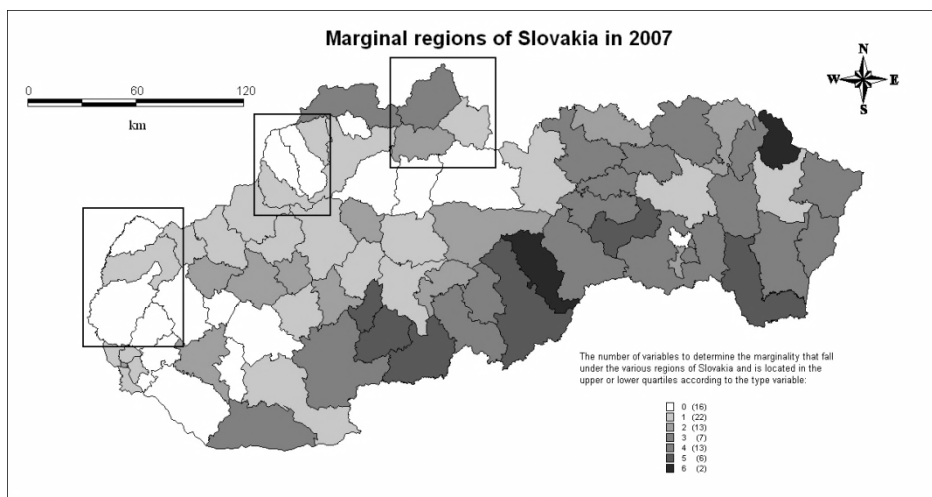 Marginal regions of Slovakia in 2007
0 60 120
km
N
W E
S
The number of variables to determine the marginality that fall
under the various regions of Slovakia and is located in the
upper or lower quartiles according to the type variable:
0 (16)
1 (22)
2 (13)
3 (7)
4 (13)
5 (6)
6 (2)